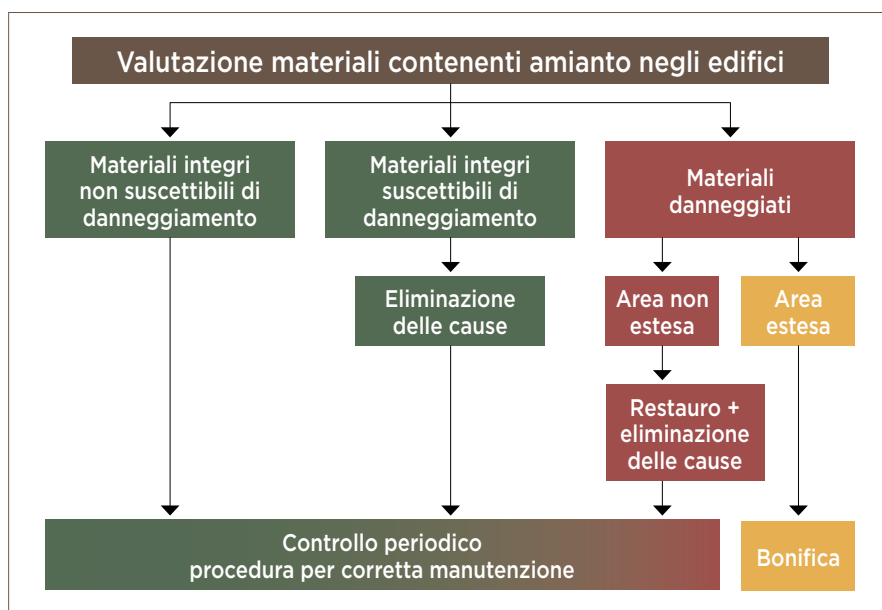 Valutazione materiali contenenti amianto negli edifici
Materiali integri
non suscettibili di
danneggiamento
Materiali integri
suscettibili di
danneggiamento
Materiali
danneggiati
Eliminazione
delle cause
Area non
estesa
Area
estesa
Restauro +
eliminazione
delle cause
Controllo periodico
procedura per corretta manutenzione
Bonifica